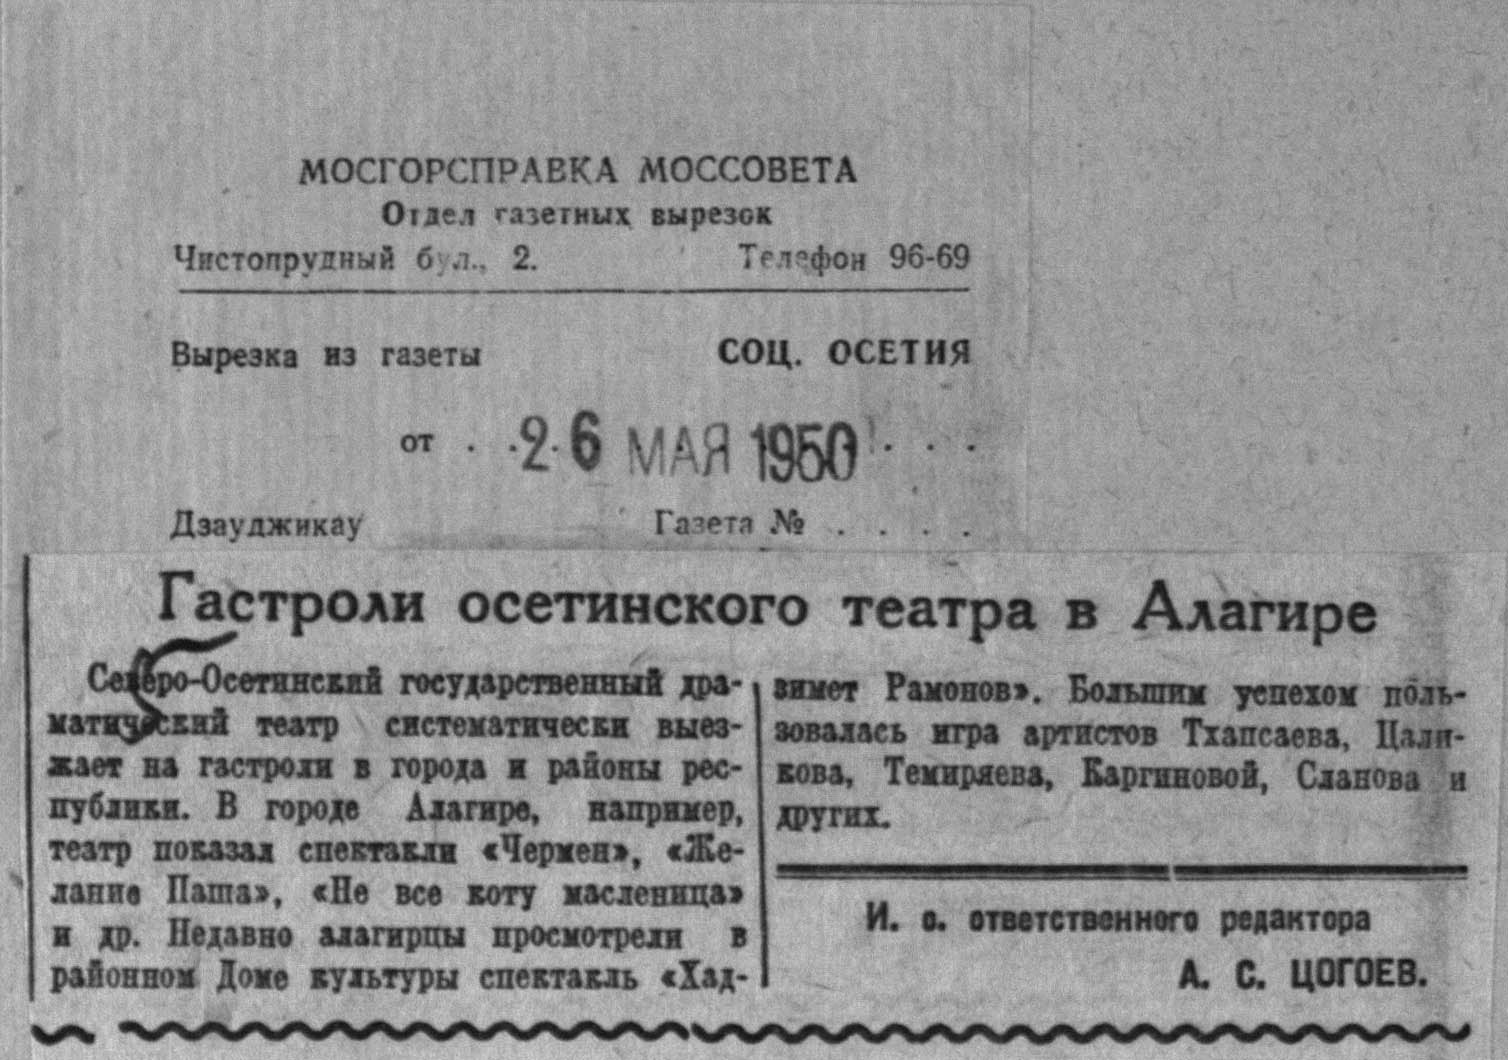 МОСГОРСПРАВКА МОССОВЕТА
Отдел газетных вырезок
Чистопрудный бул., 2. Телефон 96-69
Вырезка из газеты СОЦ. ОСЕТИЯ
от . . 26 МАЯ 1950 . . .
Дзауджикау Газета № . . . .
Гастроли осетинского театра в Алагире
Северо-Осетинский государственный дра-
матический театр систематически выез-
жает на гастроли в города и районы рес-
публики. В городе Алагире, например,
театр показал спектакли «Чермен», «Же-
лание Паша», «Не все коту масленица»
и др. Недавно алагирцы просмотрели в
районном Доме культуры спектакль «Хад-
зимет Рамонов». Большим успехом поль-
зовалась игра артистов Тхапсаева, Цали-
кова, Темиряева, Каргиновой, Сланова и
других.
И. о. ответственного редактора
А. С. ЦОГОЕВ.